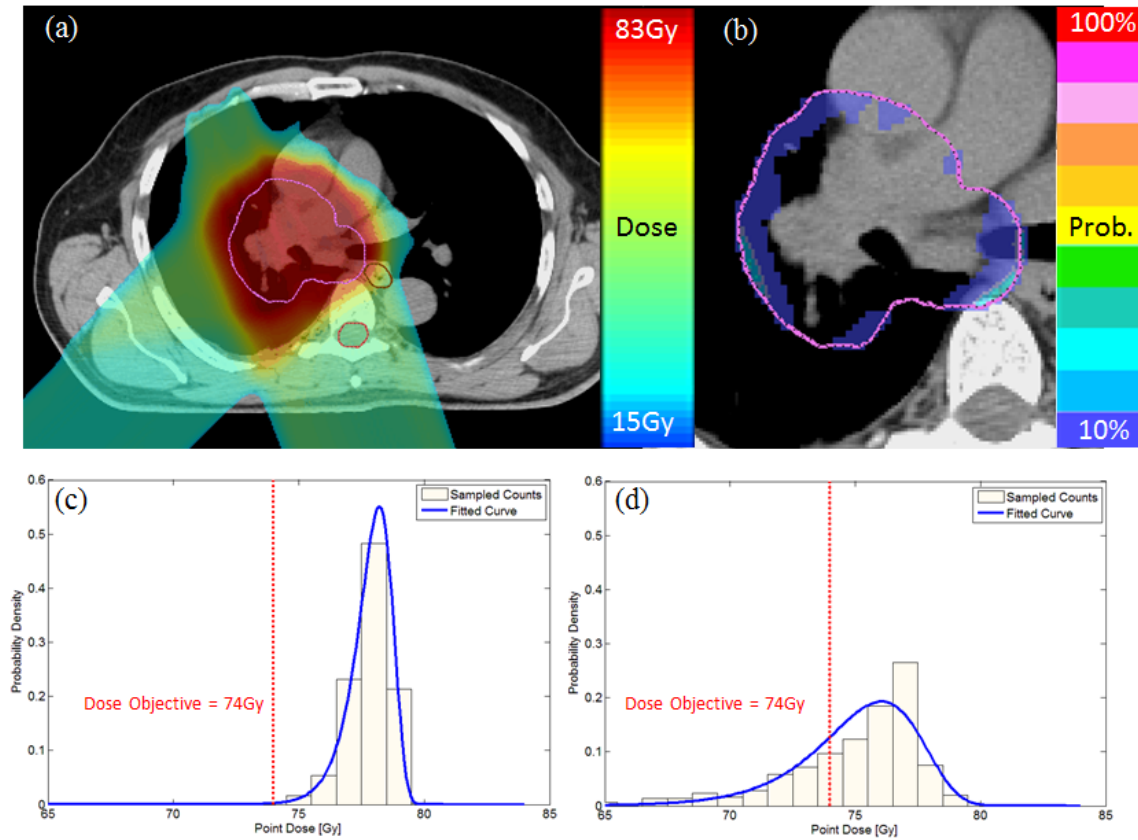 (a)
83Gy
Dose
15Gy
(b)
100%
Prob.
10%
(c)
Sampled Counts
Fitted Curve
Dose Objective = 74Gy
Probability Density
0.6
0.5
0.4
0.3
0.2
0.1
0
65
70
75
80
85
Point Dose [Gy]
(d)
Sampled Counts
Fitted Curve
Dose Objective = 74Gy
Probability Density
0.6
0.5
0.4
0.3
0.2
0.1
0
65
70
75
80
85
Point Dose [Gy]